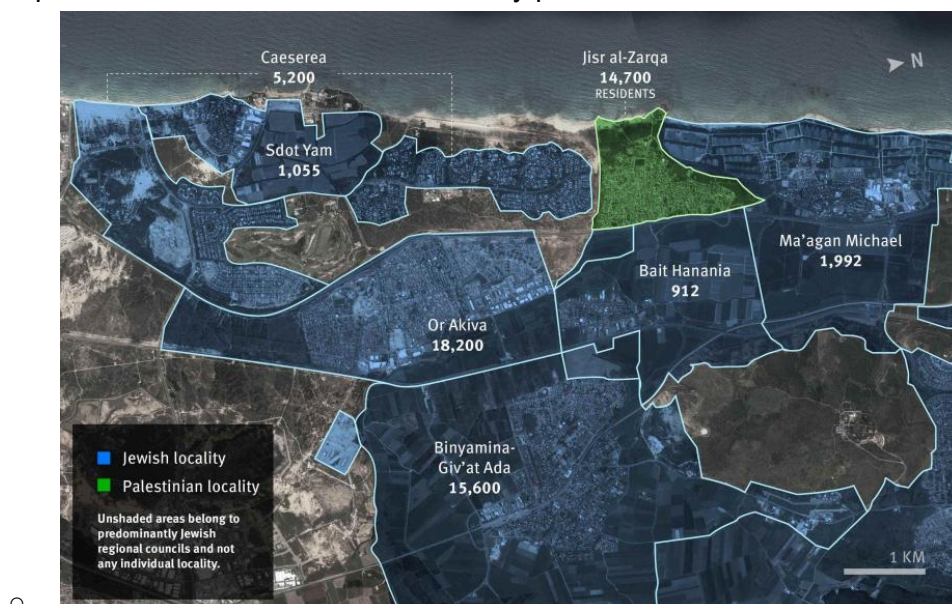 Caeserea
5,200
Jisr al-Zarqa
14,700
RESIDENTS
N
Sdot Yam
1,055
Ma'agan Michael
1,992
Bait Hanania
912
Or Akiva
18,200
Binyamina-
Giv'at Ada
15,600
Jewish locality
Palestinian locality
Unshaded areas belong to
predominantly Jewish
regional councils and not
any individual locality.
1 KM